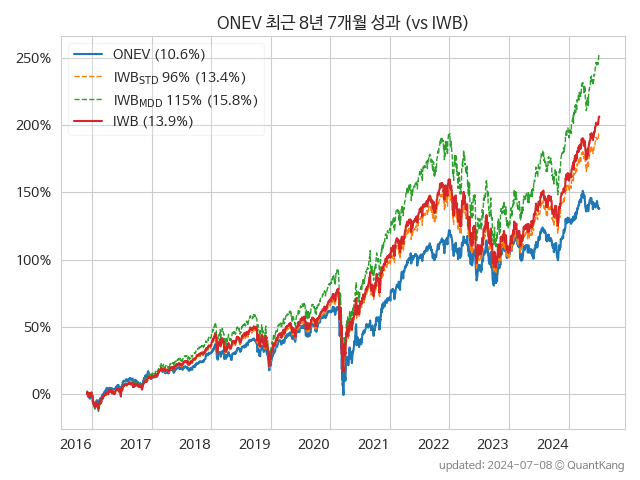 ONEV 최근 8년 7개월 성과 (vs IWB)
ONEV (10.6%)
IWB_STD 96% (13.4%)
IWB_MDD 115% (15.8%)
IWB (13.9%)
250%
200%
150%
100%
50%
0%
2016 2017 2018 2019 2020 2021 2022 2023 2024
updated: 2024-07-08 © QuantKang